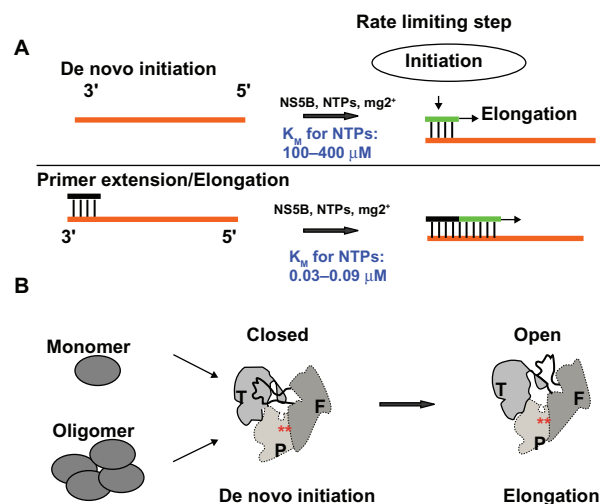 A
Rate limiting step
Initiation
De novo initiation
3' 5'
NS5B, NTPs, mg2+
KM for NTPs:
100–400 µM
Elongation
Primer extension/Elongation
3' 5'
NS5B, NTPs, mg2+
KM for NTPs:
0.03–0.09 µM
B
Monomer
Oligomer
Closed
T
F
**
P
De novo initiation
Open
T
F
**
P
Elongation